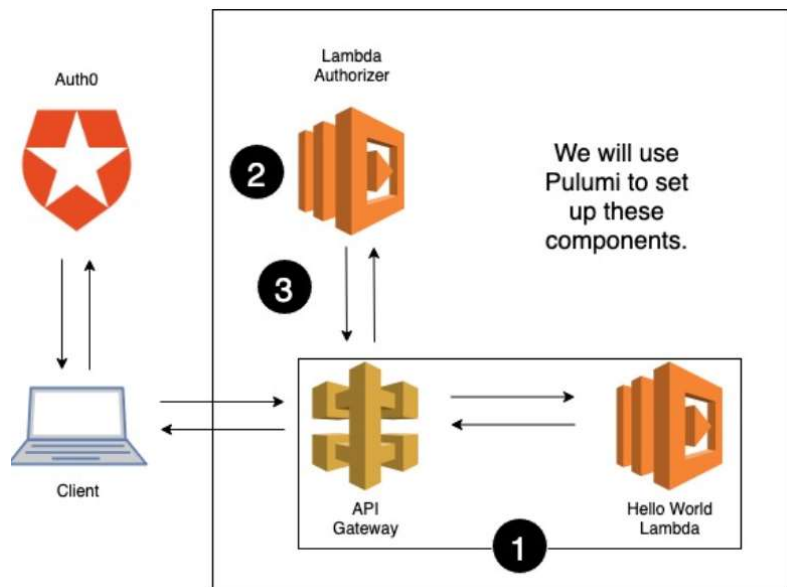 Auth0
Lambda
Authorizer
2
We will use
Pulumi to set
up these
components.
3
Client
API
Gateway
Hello World
Lambda
1